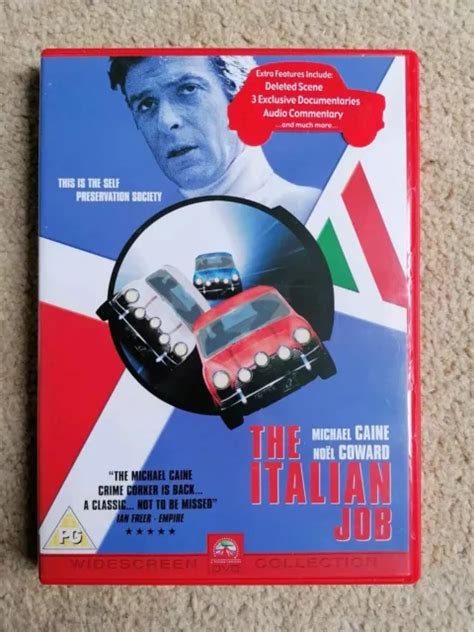 Extra Features Include:
Deleted Scene
3 Exclusive Documentaries
Audio Commentary
...and much more...
THIS IS THE SELF
PRESERVATION SOCIETY
MICHAEL CAINE
NOËL COWARD
THE
ITALIAN
JOB
"THE MICHAEL CAINE
CRIME CORKER IS BACK...
A CLASSIC... NOT TO BE MISSED"
IAN FREER - EMPIRE
★★★★★
PG
WIDESCREEN DVD COLLECTION